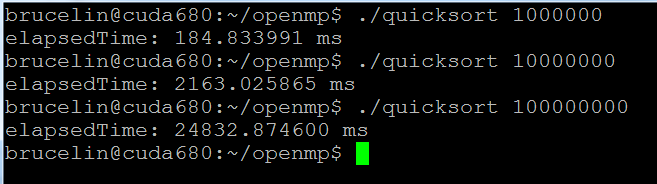 brucelin@cuda680:~/openmp$ ./quicksort 1000000
elapsedTime: 184.833991 ms
brucelin@cuda680:~/openmp$ ./quicksort 10000000
elapsedTime: 2163.025865 ms
brucelin@cuda680:~/openmp$ ./quicksort 100000000
elapsedTime: 24832.874600 ms
brucelin@cuda680:~/openmp$